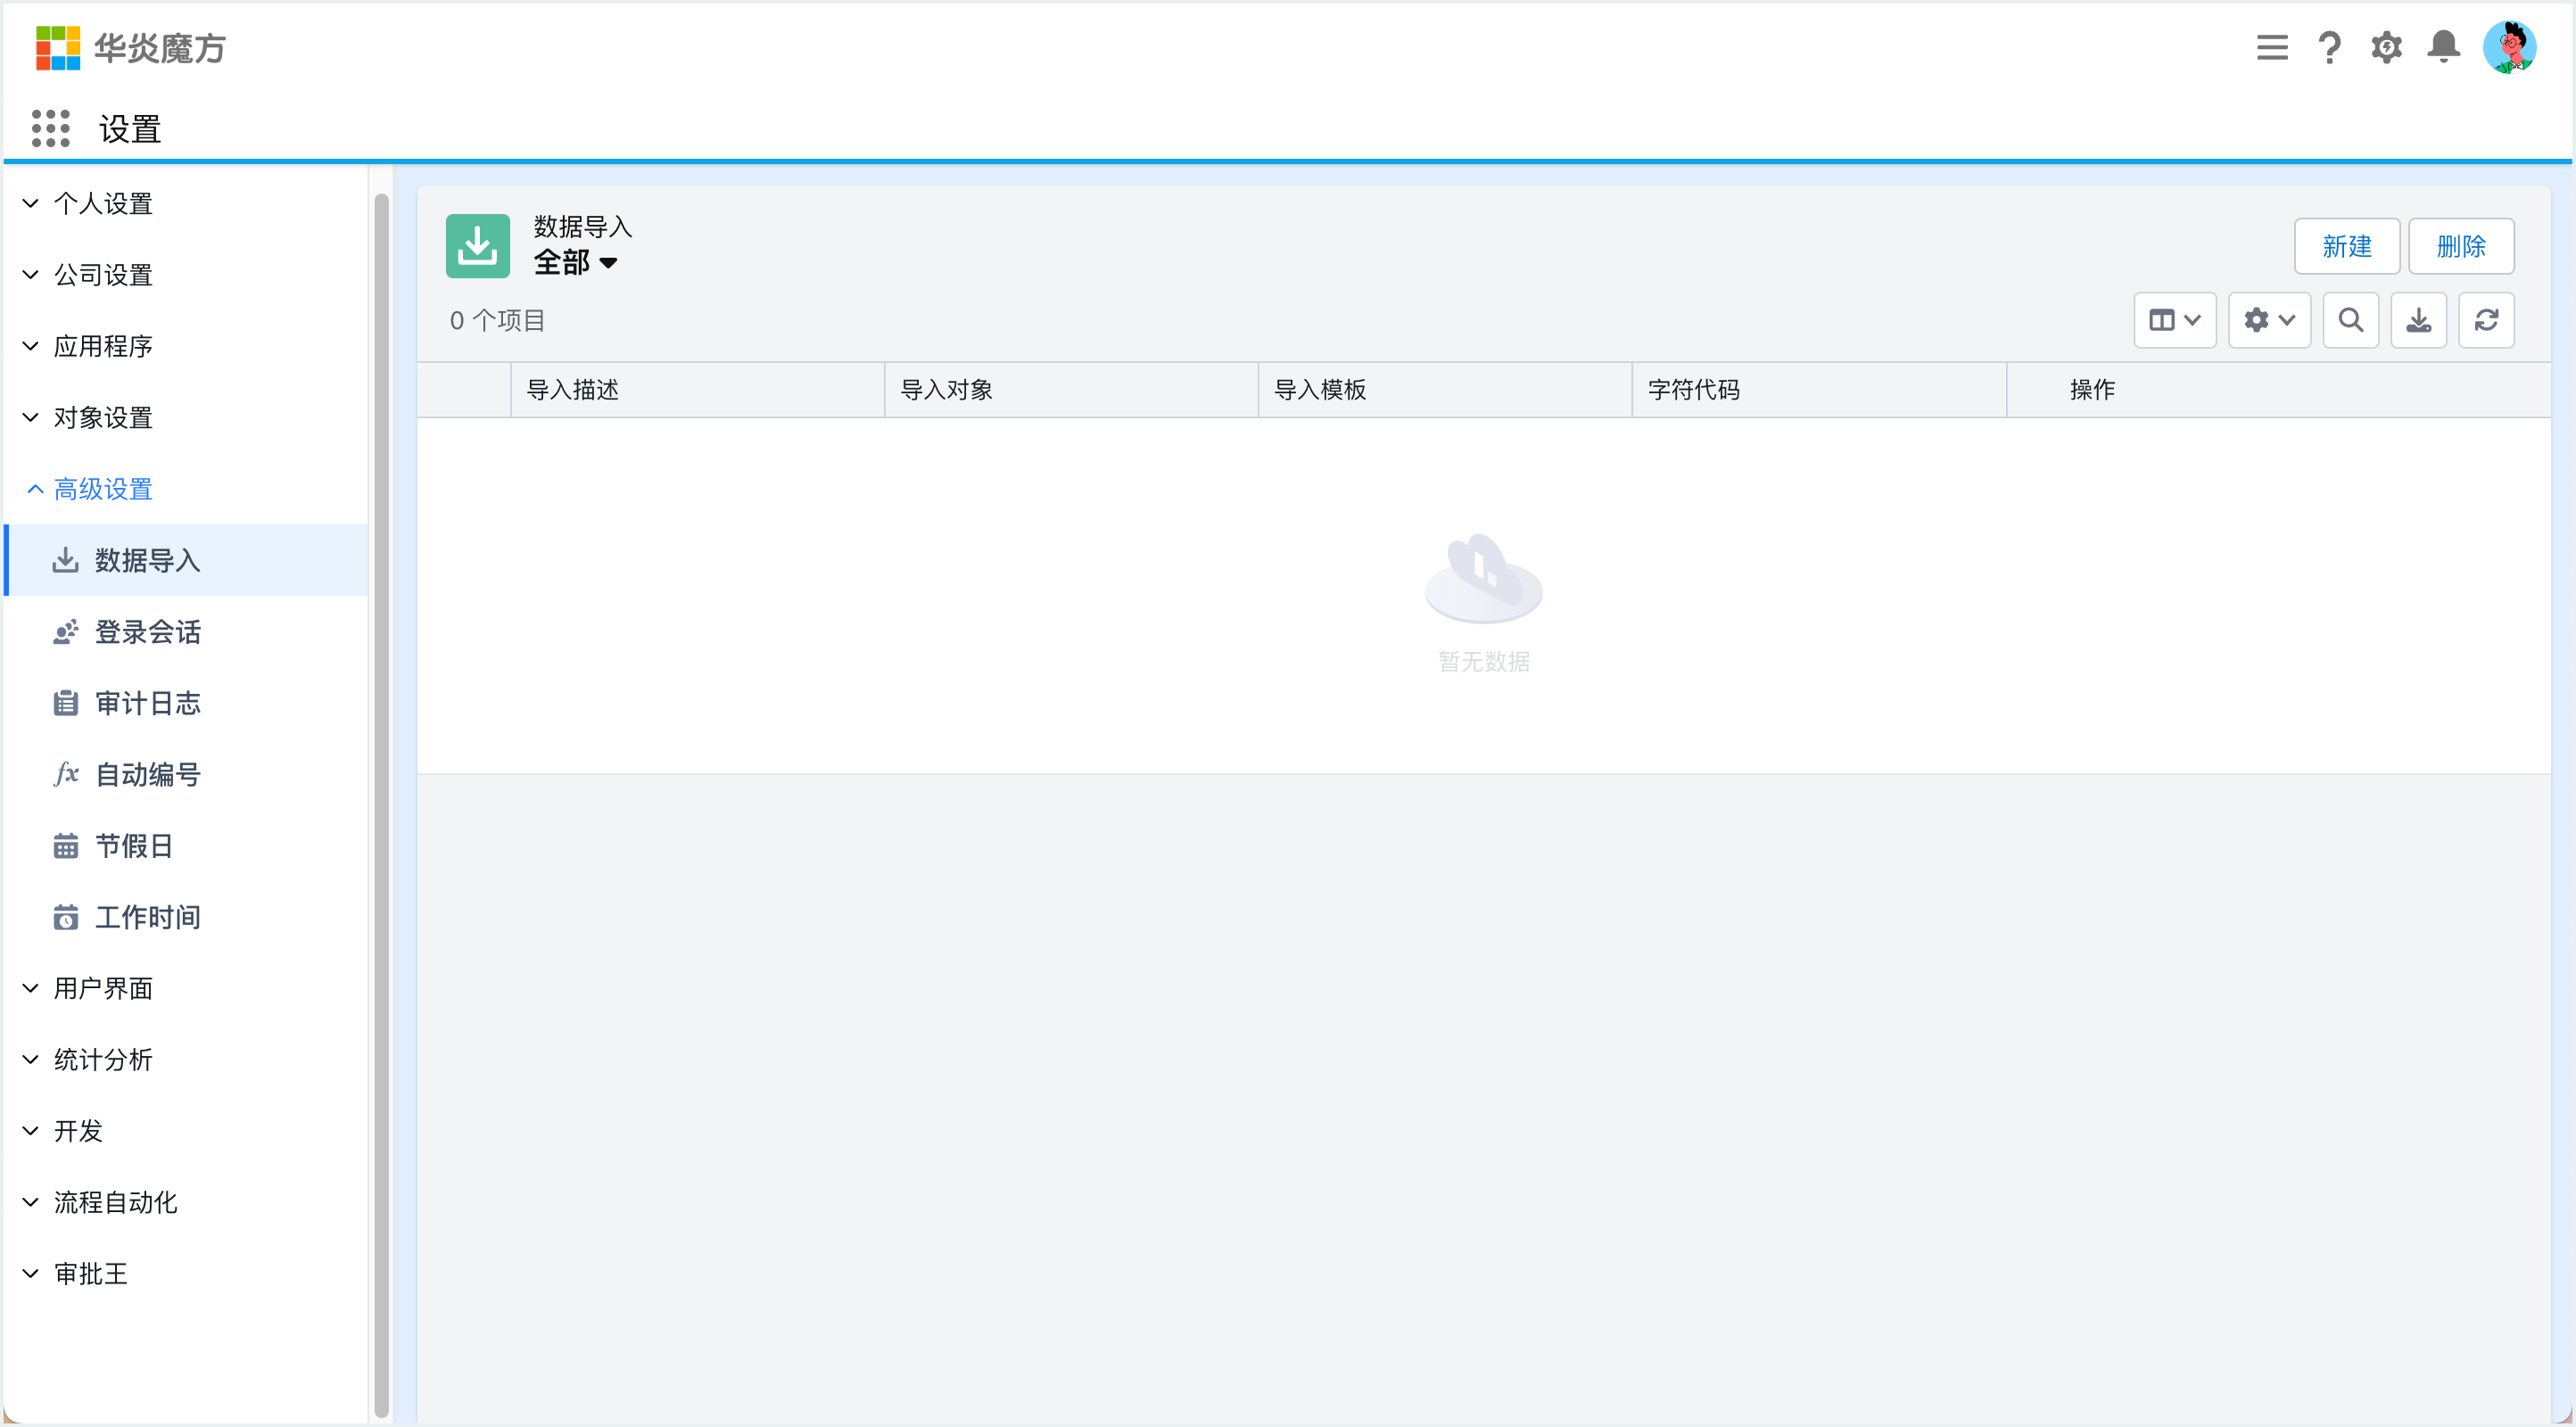 华炎魔方
设置
个人设置
公司设置
应用程序
对象设置
高级设置
数据导入
登录会话
审计日志
自动编号
节假日
工作时间
用户界面
统计分析
开发
流程自动化
审批王
数据导入
全部
新建 删除
0 个项目
导入描述 导入对象 导入模板 字符代码 操作
暂无数据